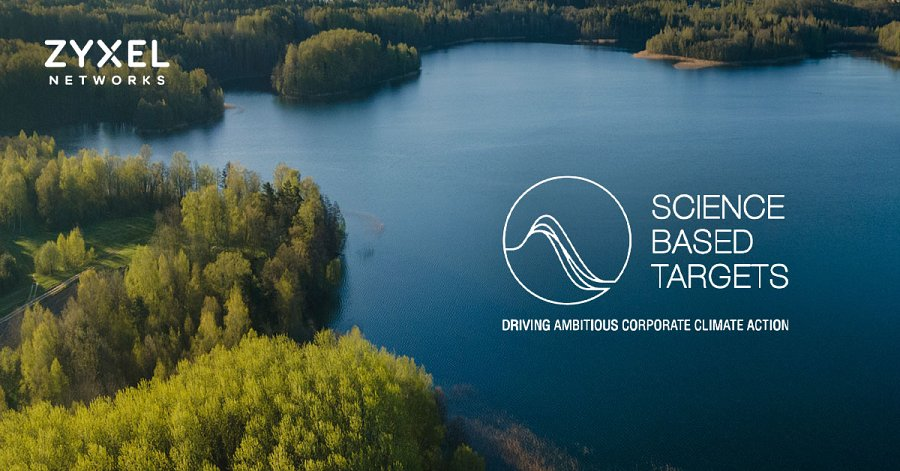 ZYXEL
NETWORKS
SCIENCE
BASED
TARGETS
DRIVING AMBITIOUS CORPORATE CLIMATE ACTION